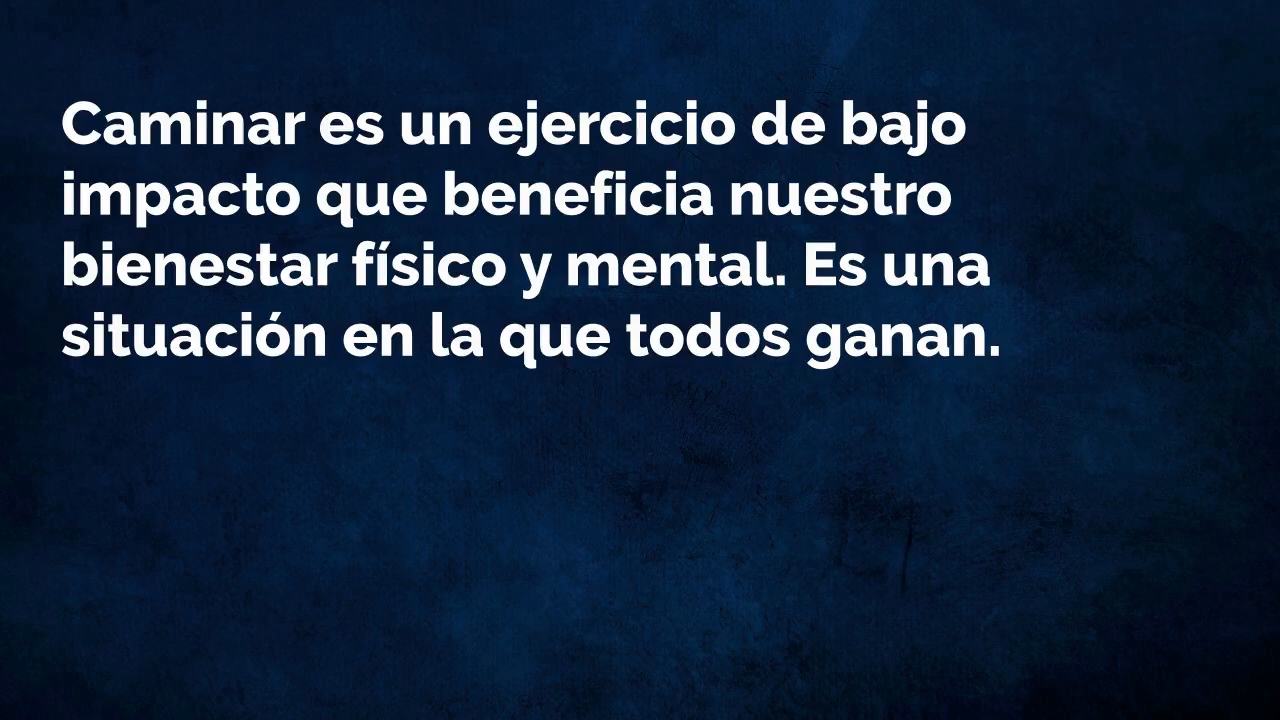 Caminar es un ejercicio de bajo
impacto que beneficia nuestro
bienestar físico y mental. Es una
situación en la que todos ganan.